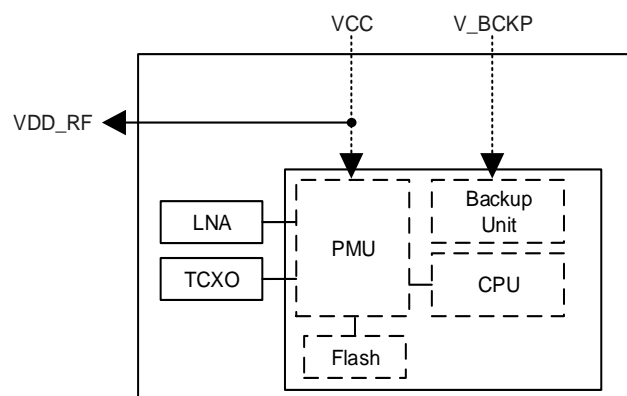 VCC
V_BCKP
VDD_RF
LNA
TCXO
PMU
Backup
Unit
CPU
Flash